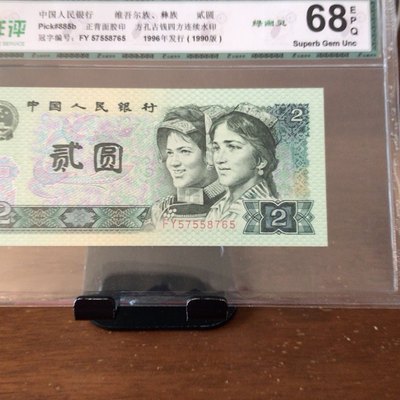 中国人民银行 维吾尔族、彝族 贰圆
Pick#885b 正背面胶印 方孔古钱四方连续水印
冠字编号: FY 57558765 1996年发行 (1990版)
68 EPQ
Superb Gem Unc
评
SERVICE
中国人民银行
2
贰圆
FY57558765
2
2